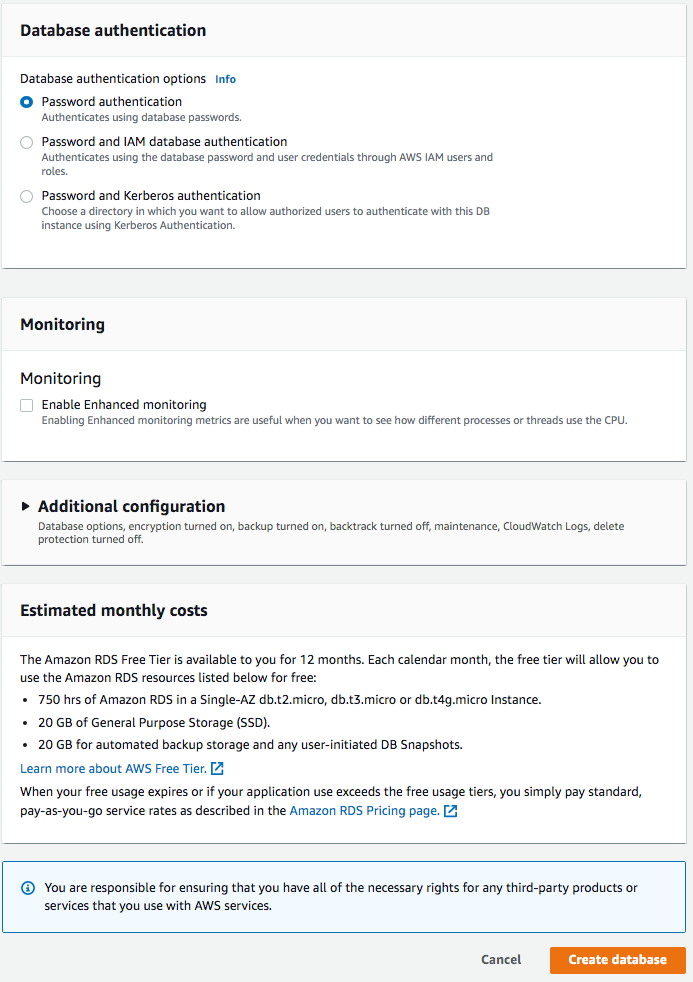 Database authentication
Database authentication options Info
Password authentication
Authenticates using database passwords.
Password and IAM database authentication
Authenticates using the database password and user credentials through AWS IAM users and
roles.
Password and Kerberos authentication
Choose a directory in which you want to allow authorized users to authenticate with this DB
instance using Kerberos Authentication.
Monitoring
Monitoring
Enable Enhanced monitoring
Enabling Enhanced monitoring metrics are useful when you want to see how different processes or threads use the CPU.
Additional configuration
Database options, encryption turned on, backup turned on, backtrack turned off, maintenance, CloudWatch Logs, delete
protection turned off.
Estimated monthly costs
The Amazon RDS Free Tier is available to you for 12 months. Each calendar month, the free tier will allow you to
use the Amazon RDS resources listed below for free:
• 750 hrs of Amazon RDS in a Single-AZ db.t2.micro, db.t3.micro or db.t4g.micro Instance.
• 20 GB of General Purpose Storage (SSD).
• 20 GB for automated backup storage and any user-initiated DB Snapshots.
Learn more about AWS Free Tier.
When your free usage expires or if your application use exceeds the free usage tiers, you simply pay standard,
pay-as-you-go service rates as described in the Amazon RDS Pricing page.
You are responsible for ensuring that you have all of the necessary rights for any third-party products or
services that you use with AWS services.
Cancel Create database